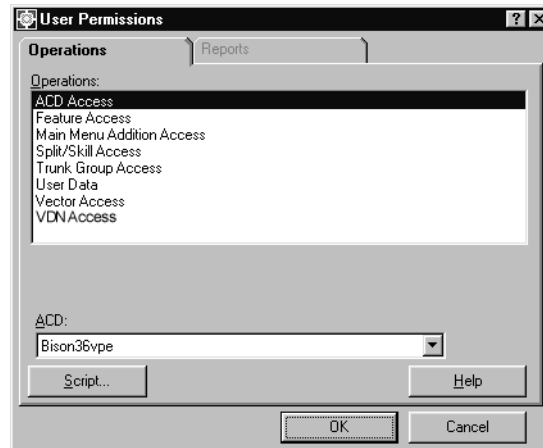 User Permissions
Operations
Reports
Operations:
ACD Access
Feature Access
Main Menu Addition Access
Split/Skill Access
Trunk Group Access
User Data
Vector Access
VDN Access
ACD:
Bison36vpe
Script...
Help
OK
Cancel